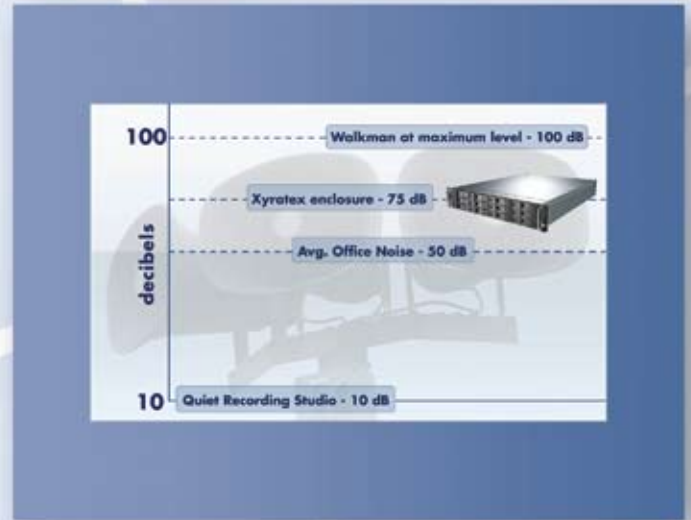 100
Walkman at maximum level - 100 dB
Xyratex enclosure - 75 dB
decibels
Avg. Office Noise - 50 dB
10
Quiet Recording Studio - 10 dB